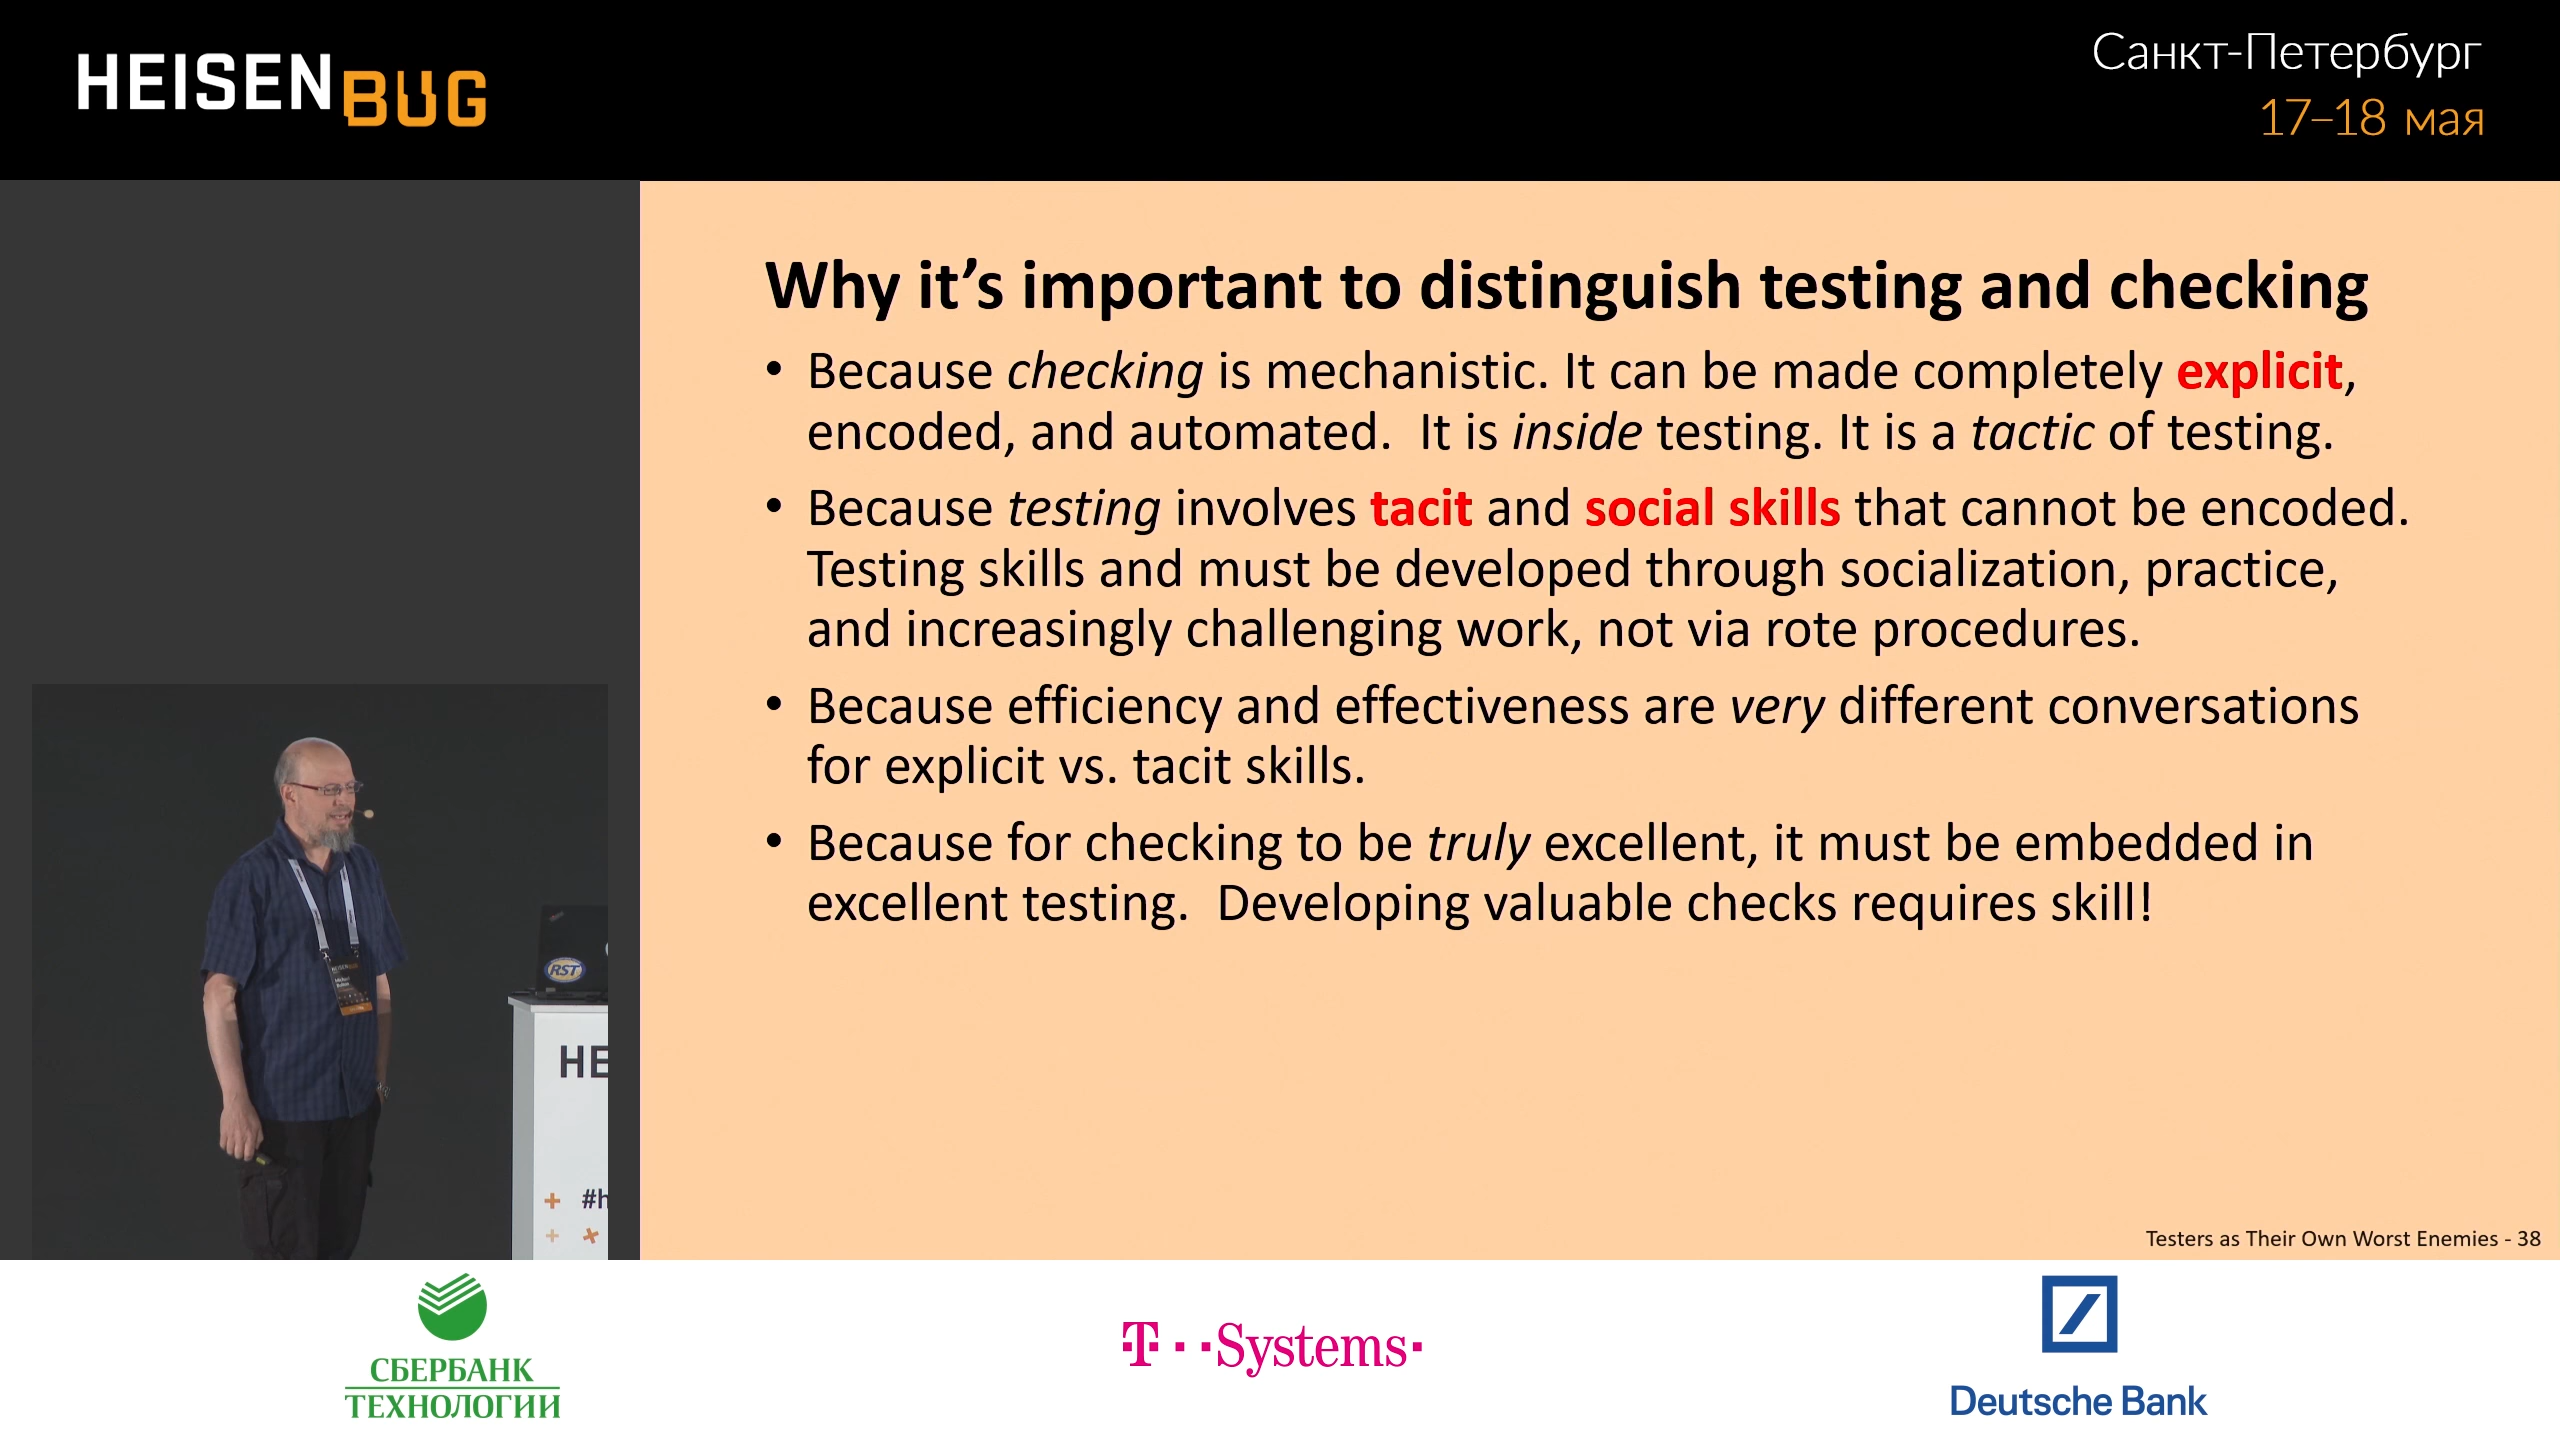 HEISENBUG
Санкт-Петербург
17–18 мая
Why it’s important to distinguish testing and checking
• Because checking is mechanistic. It can be made completely explicit,
encoded, and automated.  It is inside testing. It is a tactic of testing.
• Because testing involves tacit and social skills that cannot be encoded.
Testing skills and must be developed through socialization, practice,
and increasingly challenging work, not via rote procedures.
• Because efficiency and effectiveness are very different conversations
for explicit vs. tacit skills.
• Because for checking to be truly excellent, it must be embedded in
excellent testing.  Developing valuable checks requires skill!
Testers as Their Own Worst Enemies - 38
RST
HEISENBUG
Michael
Bolton
HE
#h
СБЕРБАНК
ТЕХНОЛОГИИ
T··Systems·
Deutsche Bank